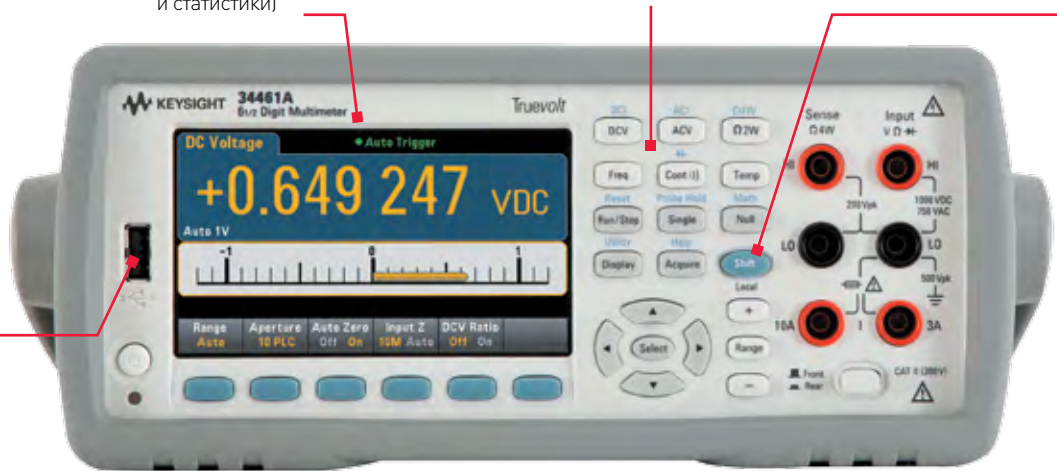 и статистики)
KEYSIGHT 34461A
6 1/2 Digit Multimeter
Truevolt
DC Voltage
Auto Trigger
+0.649 247 VDC
Auto 1V
-1 0 1
Range Aperture Auto Zero Input Z DCV Ratio
Auto 10 PLC Off On 10M Auto Off On
DCI ACI Ω4W
DCV ACV Ω2W
Freq Cont Temp
Reset Probe Hold Math
Run/Stop Single Null
Utility Help
Display Acquire Shift
Local
+
Select
Range
−
Sense
Ω 4W
Input
V Ω
HI HI
200 Vpk
1000 VDC
750 VAC
LO LO
500 Vpk
10A I 3A
Front
Rear
CAT II (300V)